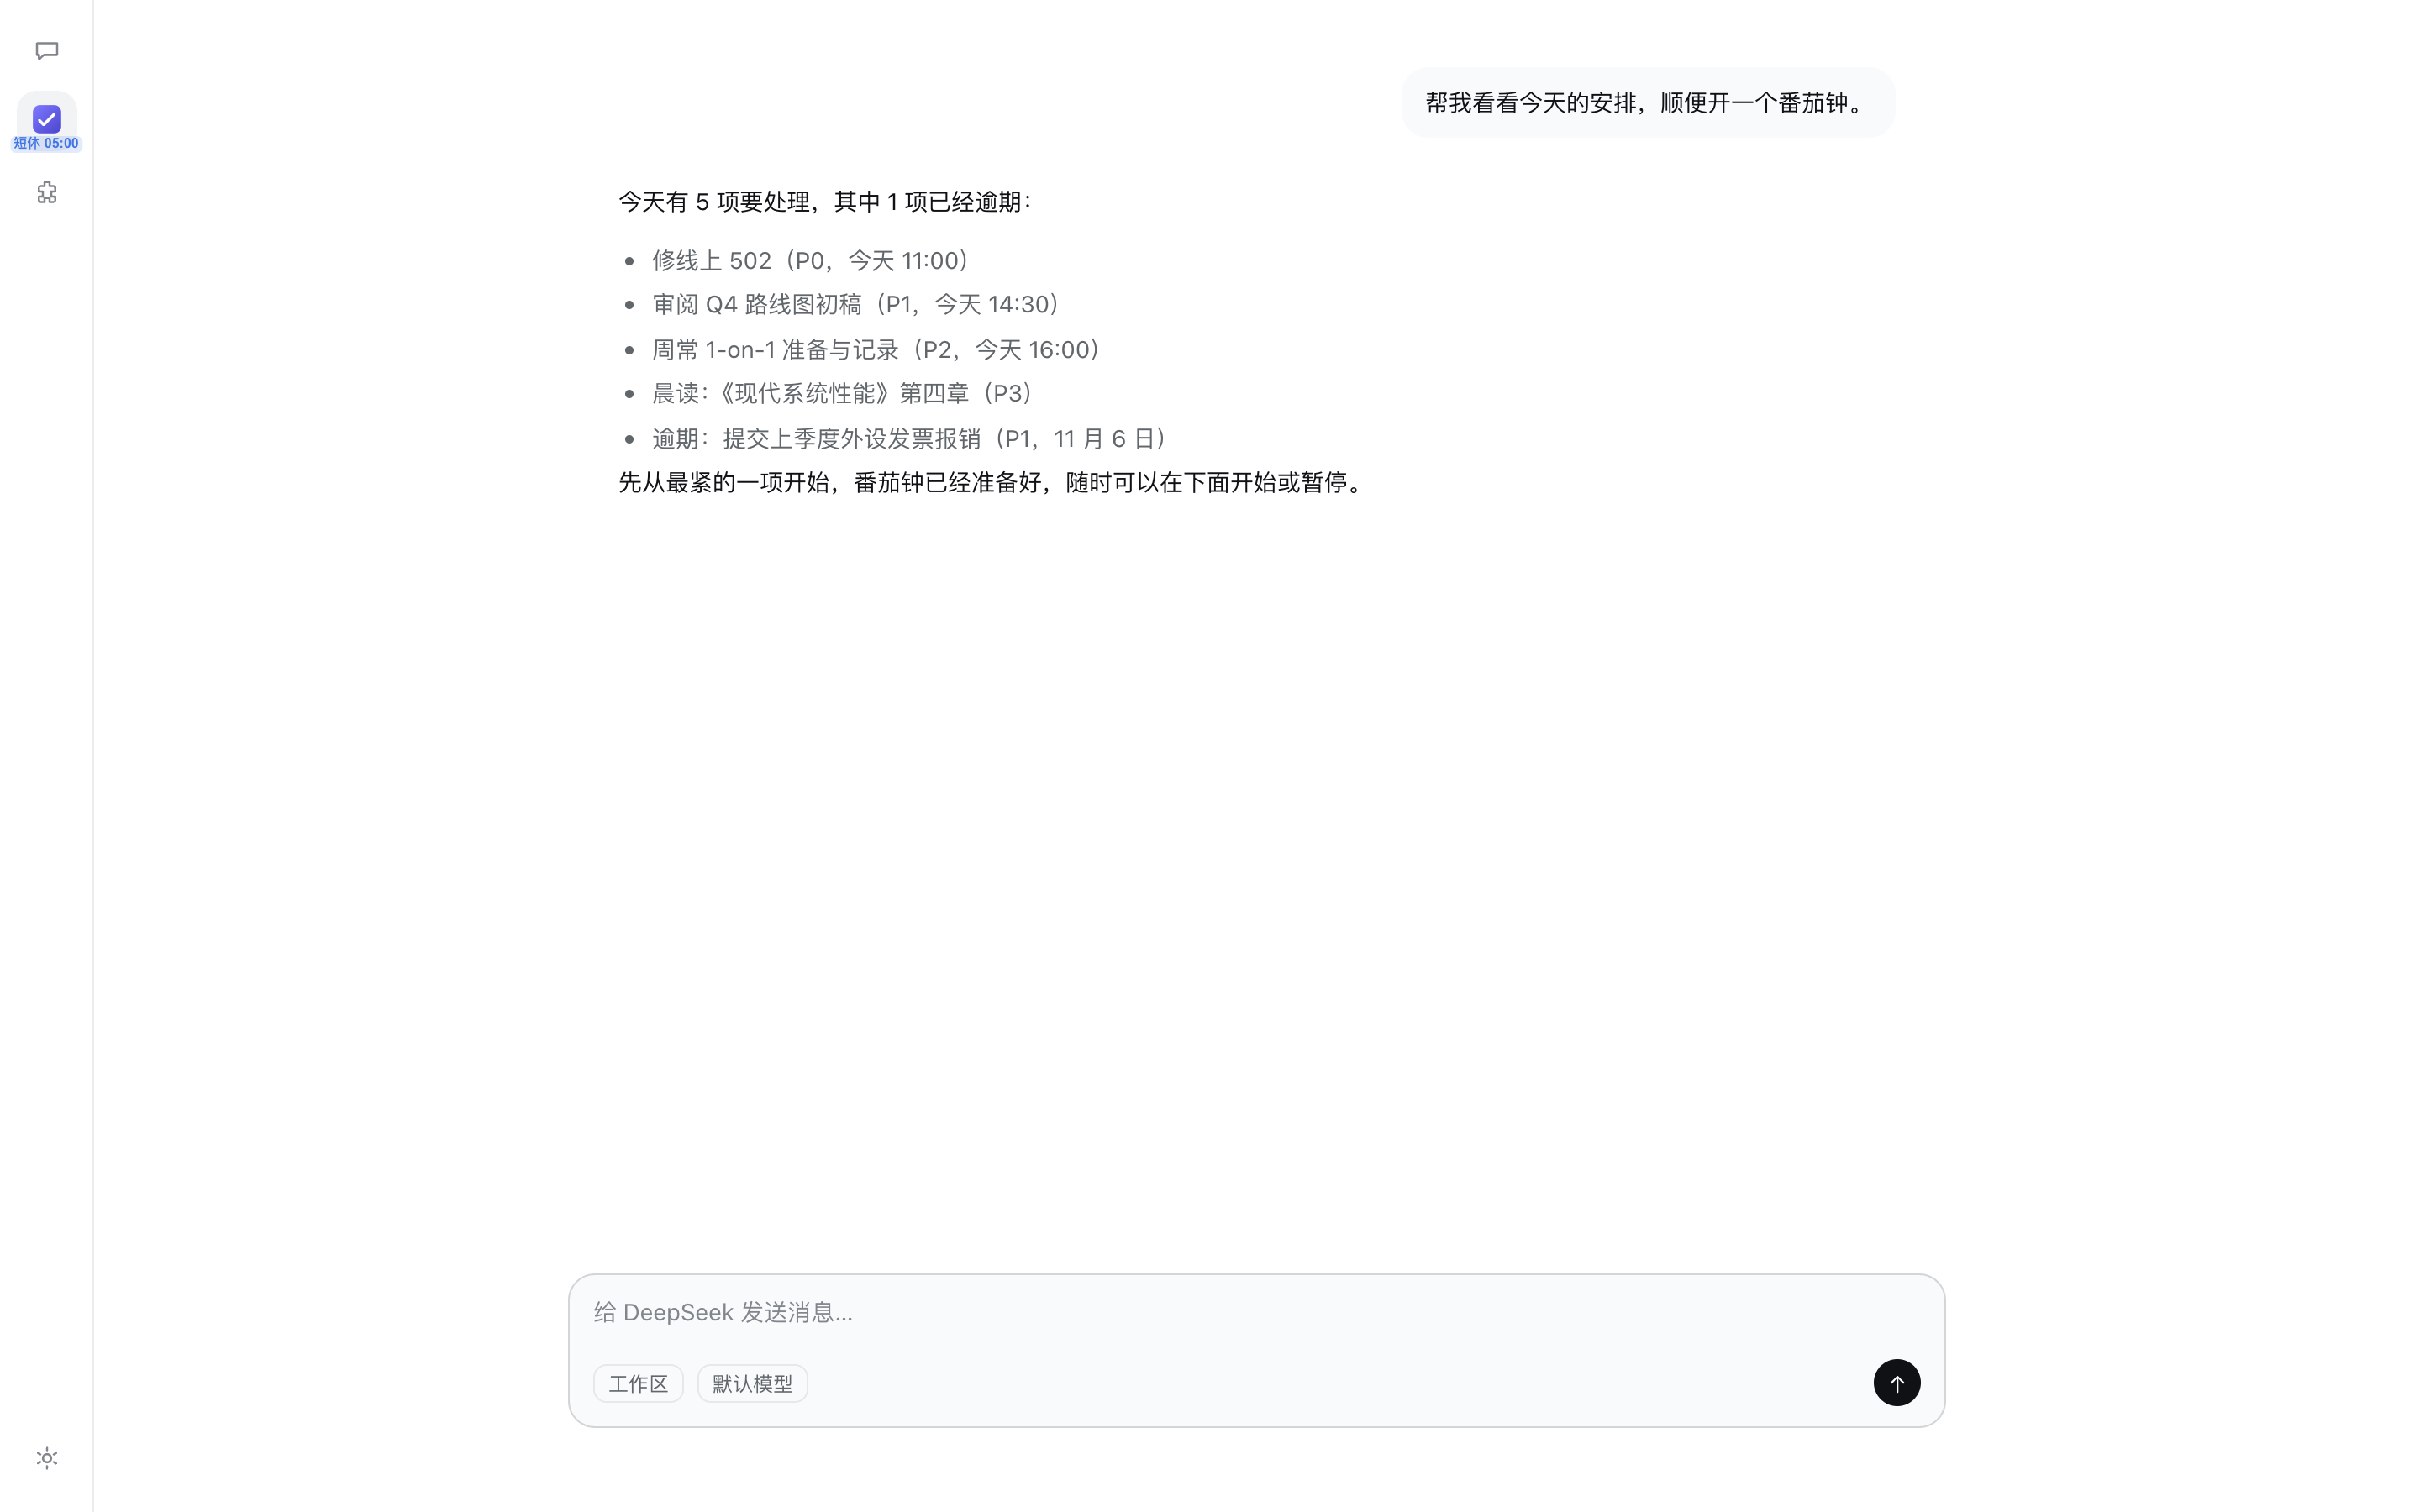 短休 05:00
帮我看看今天的安排，顺便开一个番茄钟。
今天有 5 项要处理，其中 1 项已经逾期：
修线上 502（P0，今天 11:00）
审阅 Q4 路线图初稿（P1，今天 14:30）
周常 1-on-1 准备与记录（P2，今天 16:00）
晨读：《现代系统性能》第四章（P3）
逾期：提交上季度外设发票报销（P1，11 月 6 日）
先从最紧的一项开始，番茄钟已经准备好，随时可以在下面开始或暂停。
给 DeepSeek 发送消息...
工作区 默认模型